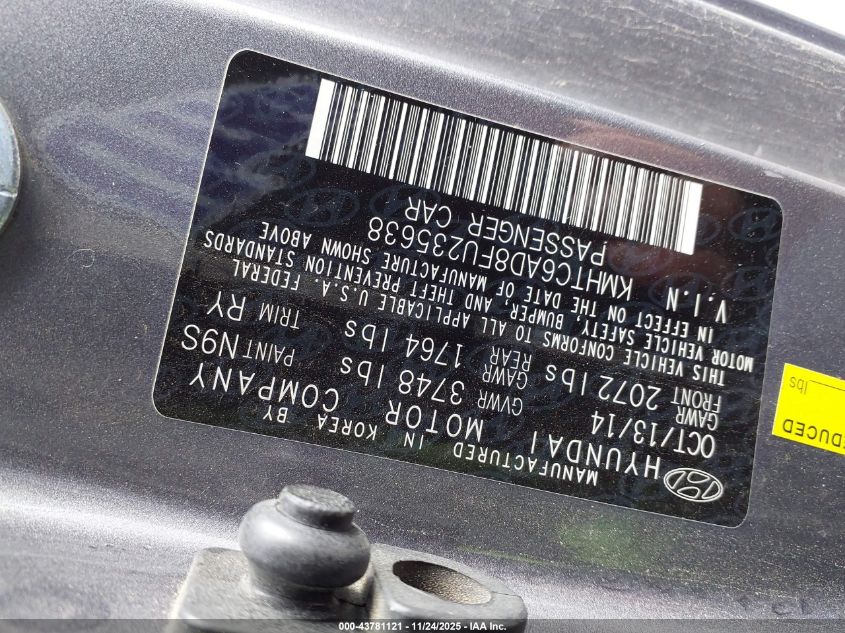 MANUFACTURED IN KOREA BY
HYUNDAI MOTOR COMPANY
OCT/13/14 GVWR 3748 lbs PAINT N9S
GAWR FRONT 2072 lbs GAWR REAR 1764 lbs TRIM RY
THIS VEHICLE CONFORMS TO ALL APPLICABLE U.S.A. FEDERAL
MOTOR VEHICLE SAFETY, BUMPER, AND THEFT PREVENTION STANDARDS
IN EFFECT ON THE DATE OF MANUFACTURE SHOWN ABOVE
V.I.N. KMHTC6AD8FU235638
PASSENGER CAR
EDUCED
lbs
000-43781121 - 11/24/2025 - IAA Inc.